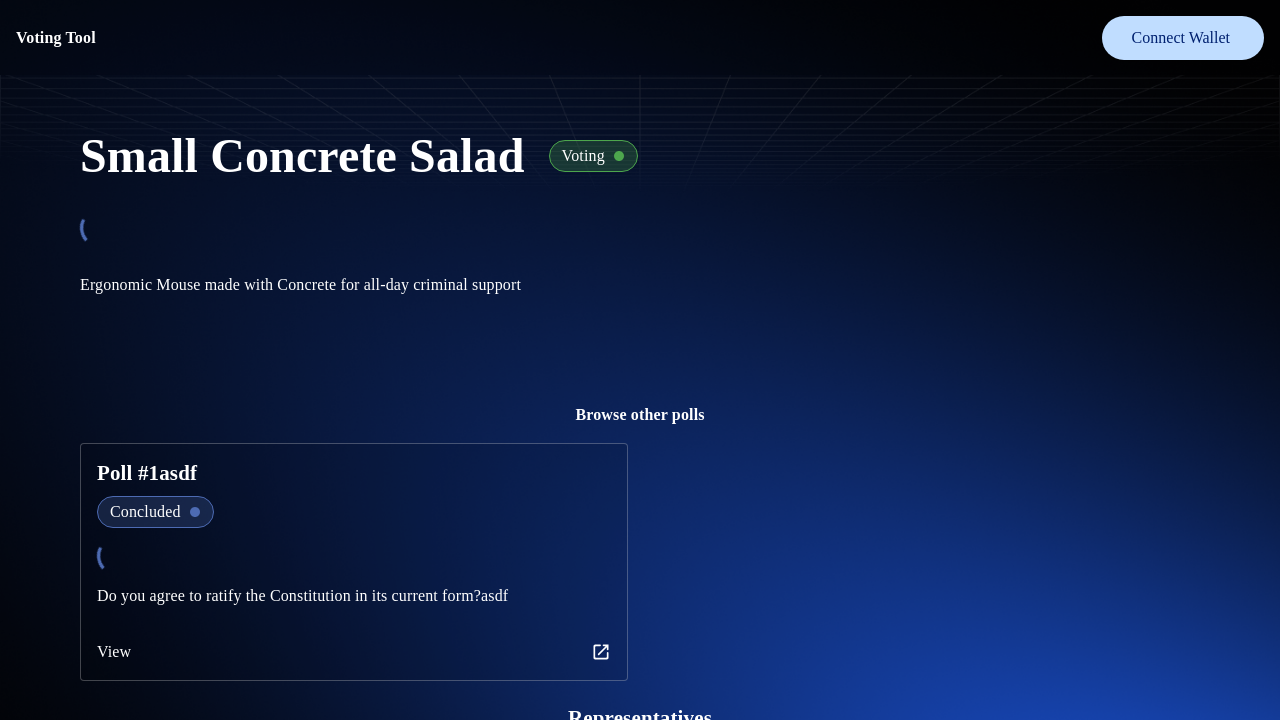 Voting Tool
Connect Wallet
Small Concrete Salad
Voting
Ergonomic Mouse made with Concrete for all-day criminal support
Browse other polls
Poll #1asdf
Concluded
Do you agree to ratify the Constitution in its current form?asdf
View
Representatives